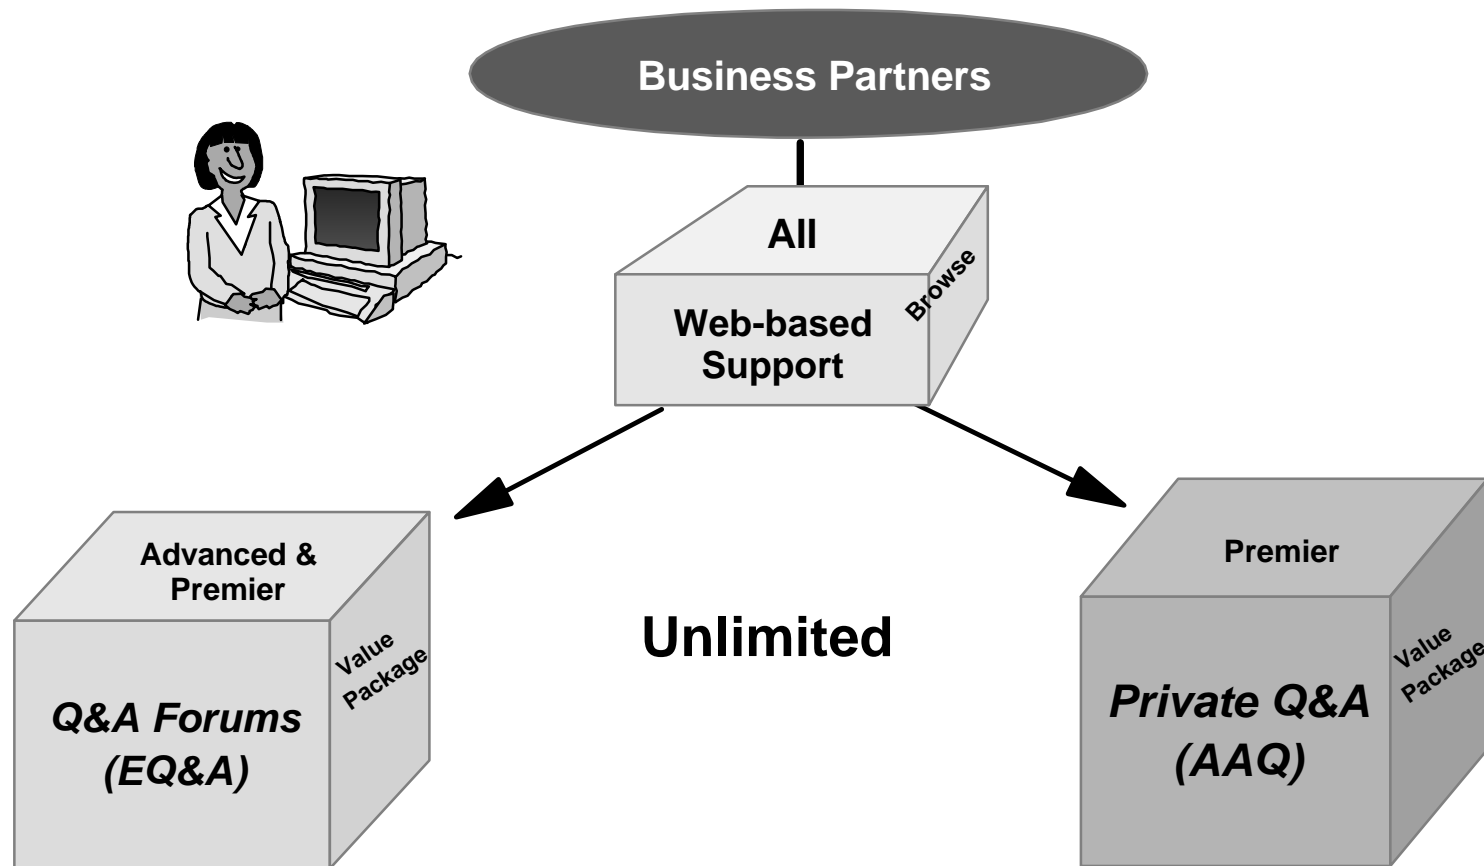 Business Partners
All
Browse
Web-based
Support
Advanced &
Premier
Value
Package
Q&A Forums
(EQ&A)
Unlimited
Premier
Value
Package
Private Q&A
(AAQ)